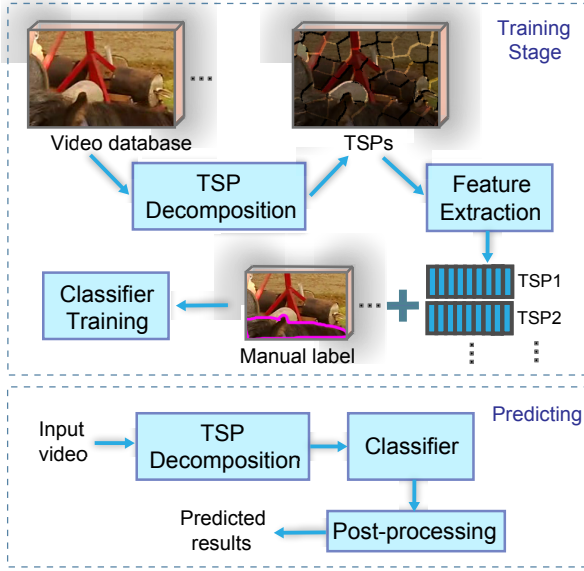 Training
Stage
Video database
TSPs
TSP
Decomposition
Feature
Extraction
Classifier
Training
Manual label
TSP1
TSP2
Predicting
Input
video
TSP
Decomposition
Classifier
Predicted
results
Post-processing